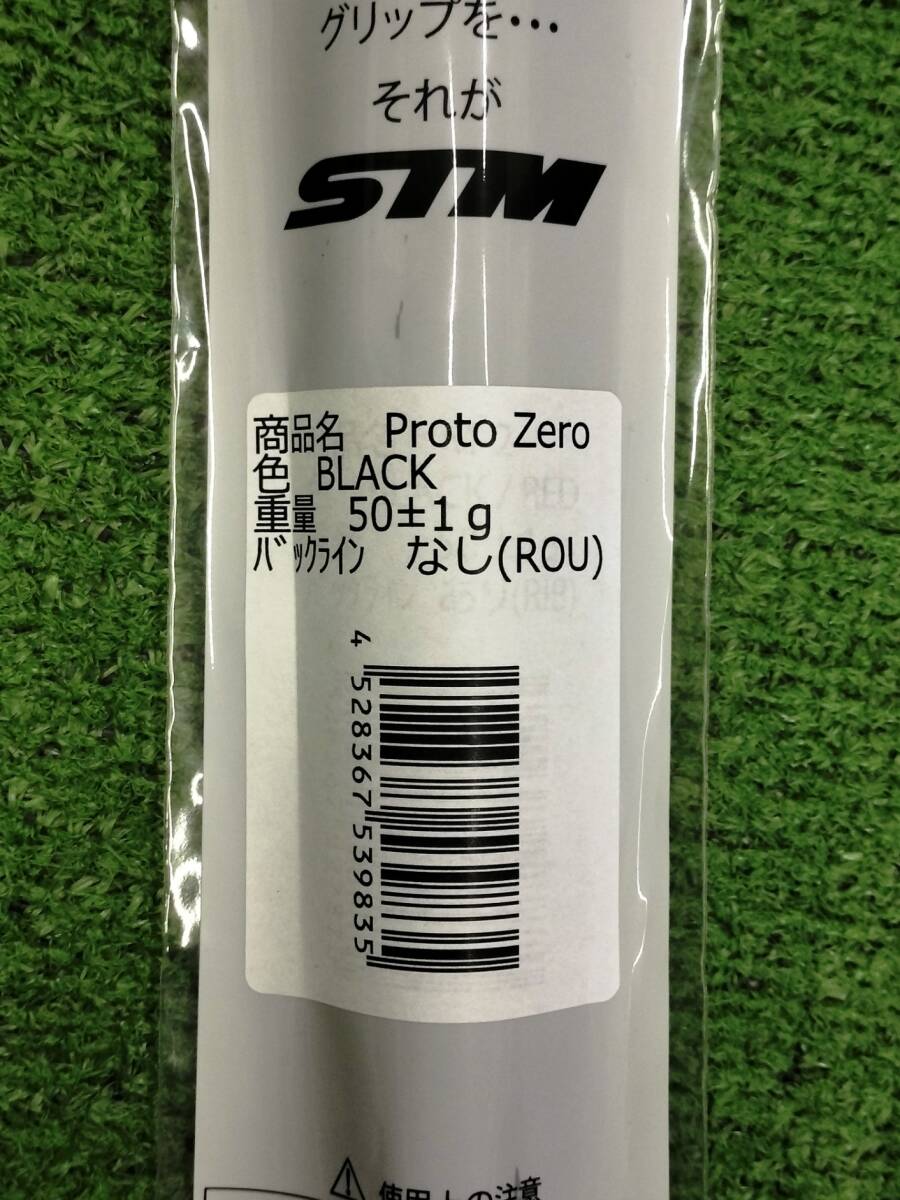 グリップを・・・
それが
STM
商品名 Proto Zero
色 BLACK
重量 50±1g
バックライン なし(ROU)
4 528367 539835
使用上の注意